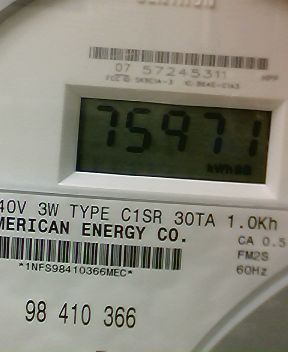 07 57245311
75971
kWh
40V 3W TYPE C1SR 30TA 1.0Kh
MERICAN ENERGY CO.
CA 0.5
*1NFS98410366MEC*
FM2S
60Hz
98 410 366